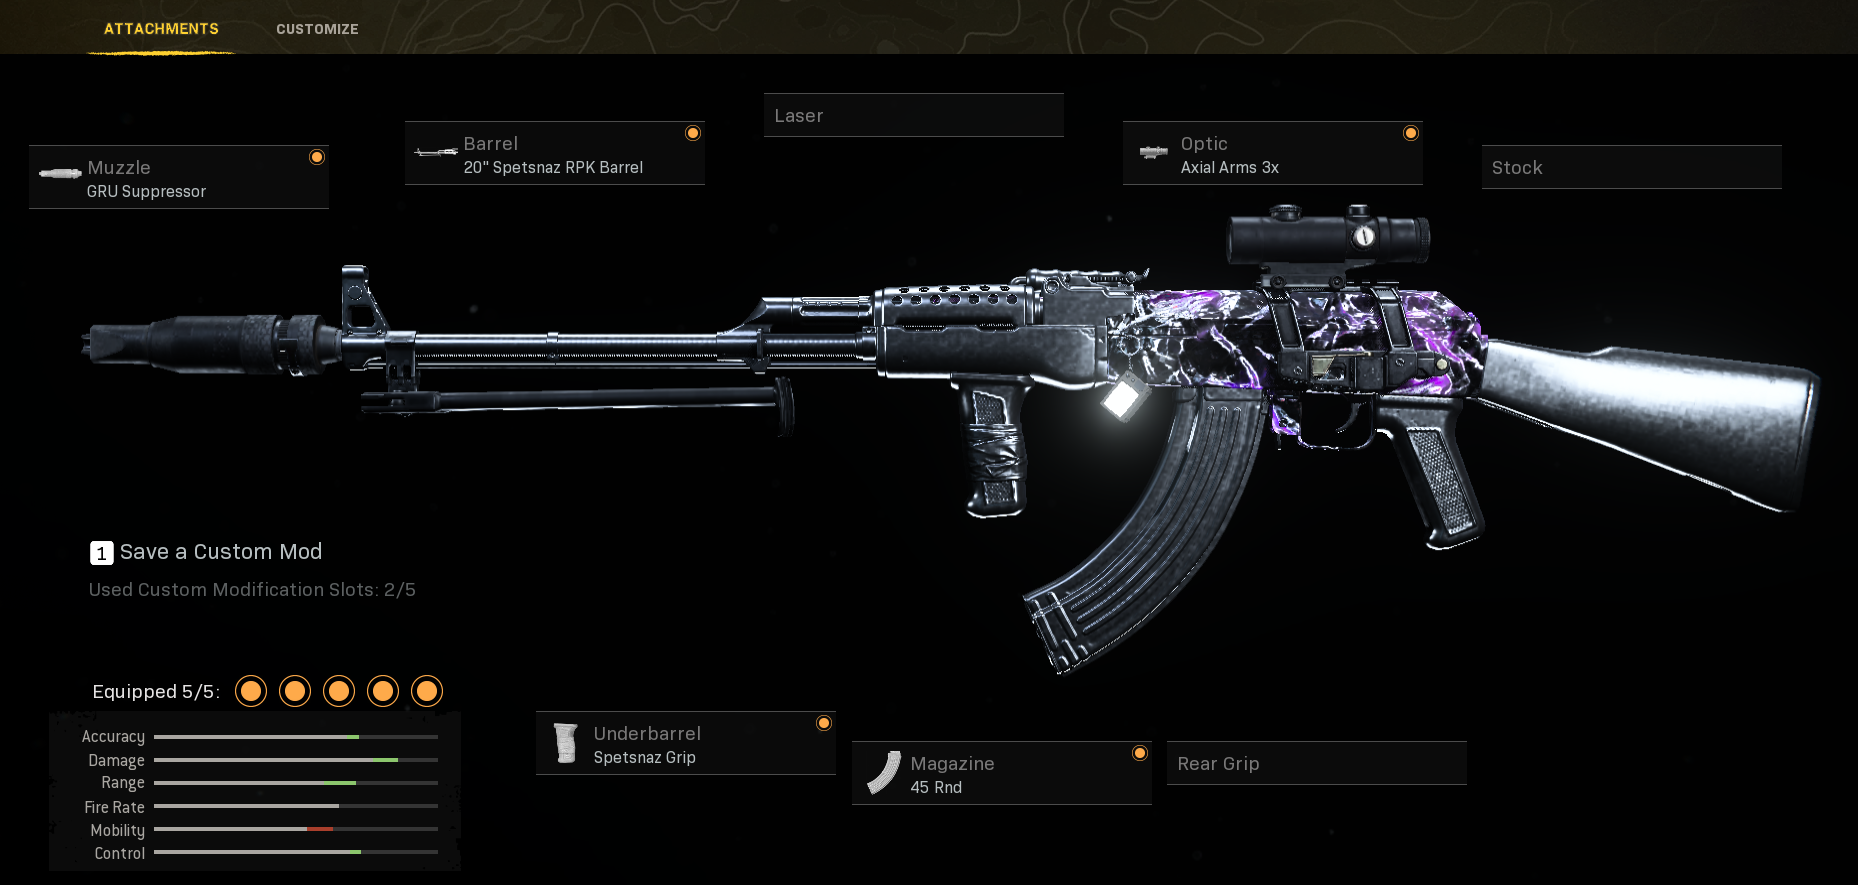 ATTACHMENTS
CUSTOMIZE
Laser
Barrel
20" Spetsnaz RPK Barrel
Optic
Axial Arms 3x
Muzzle
GRU Suppressor
Stock
1 Save a Custom Mod
Used Custom Modification Slots: 2/5
Equipped 5/5:
Accuracy
Damage
Range
Fire Rate
Mobility
Control
Underbarrel
Spetsnaz Grip
Magazine
45 Rnd
Rear Grip